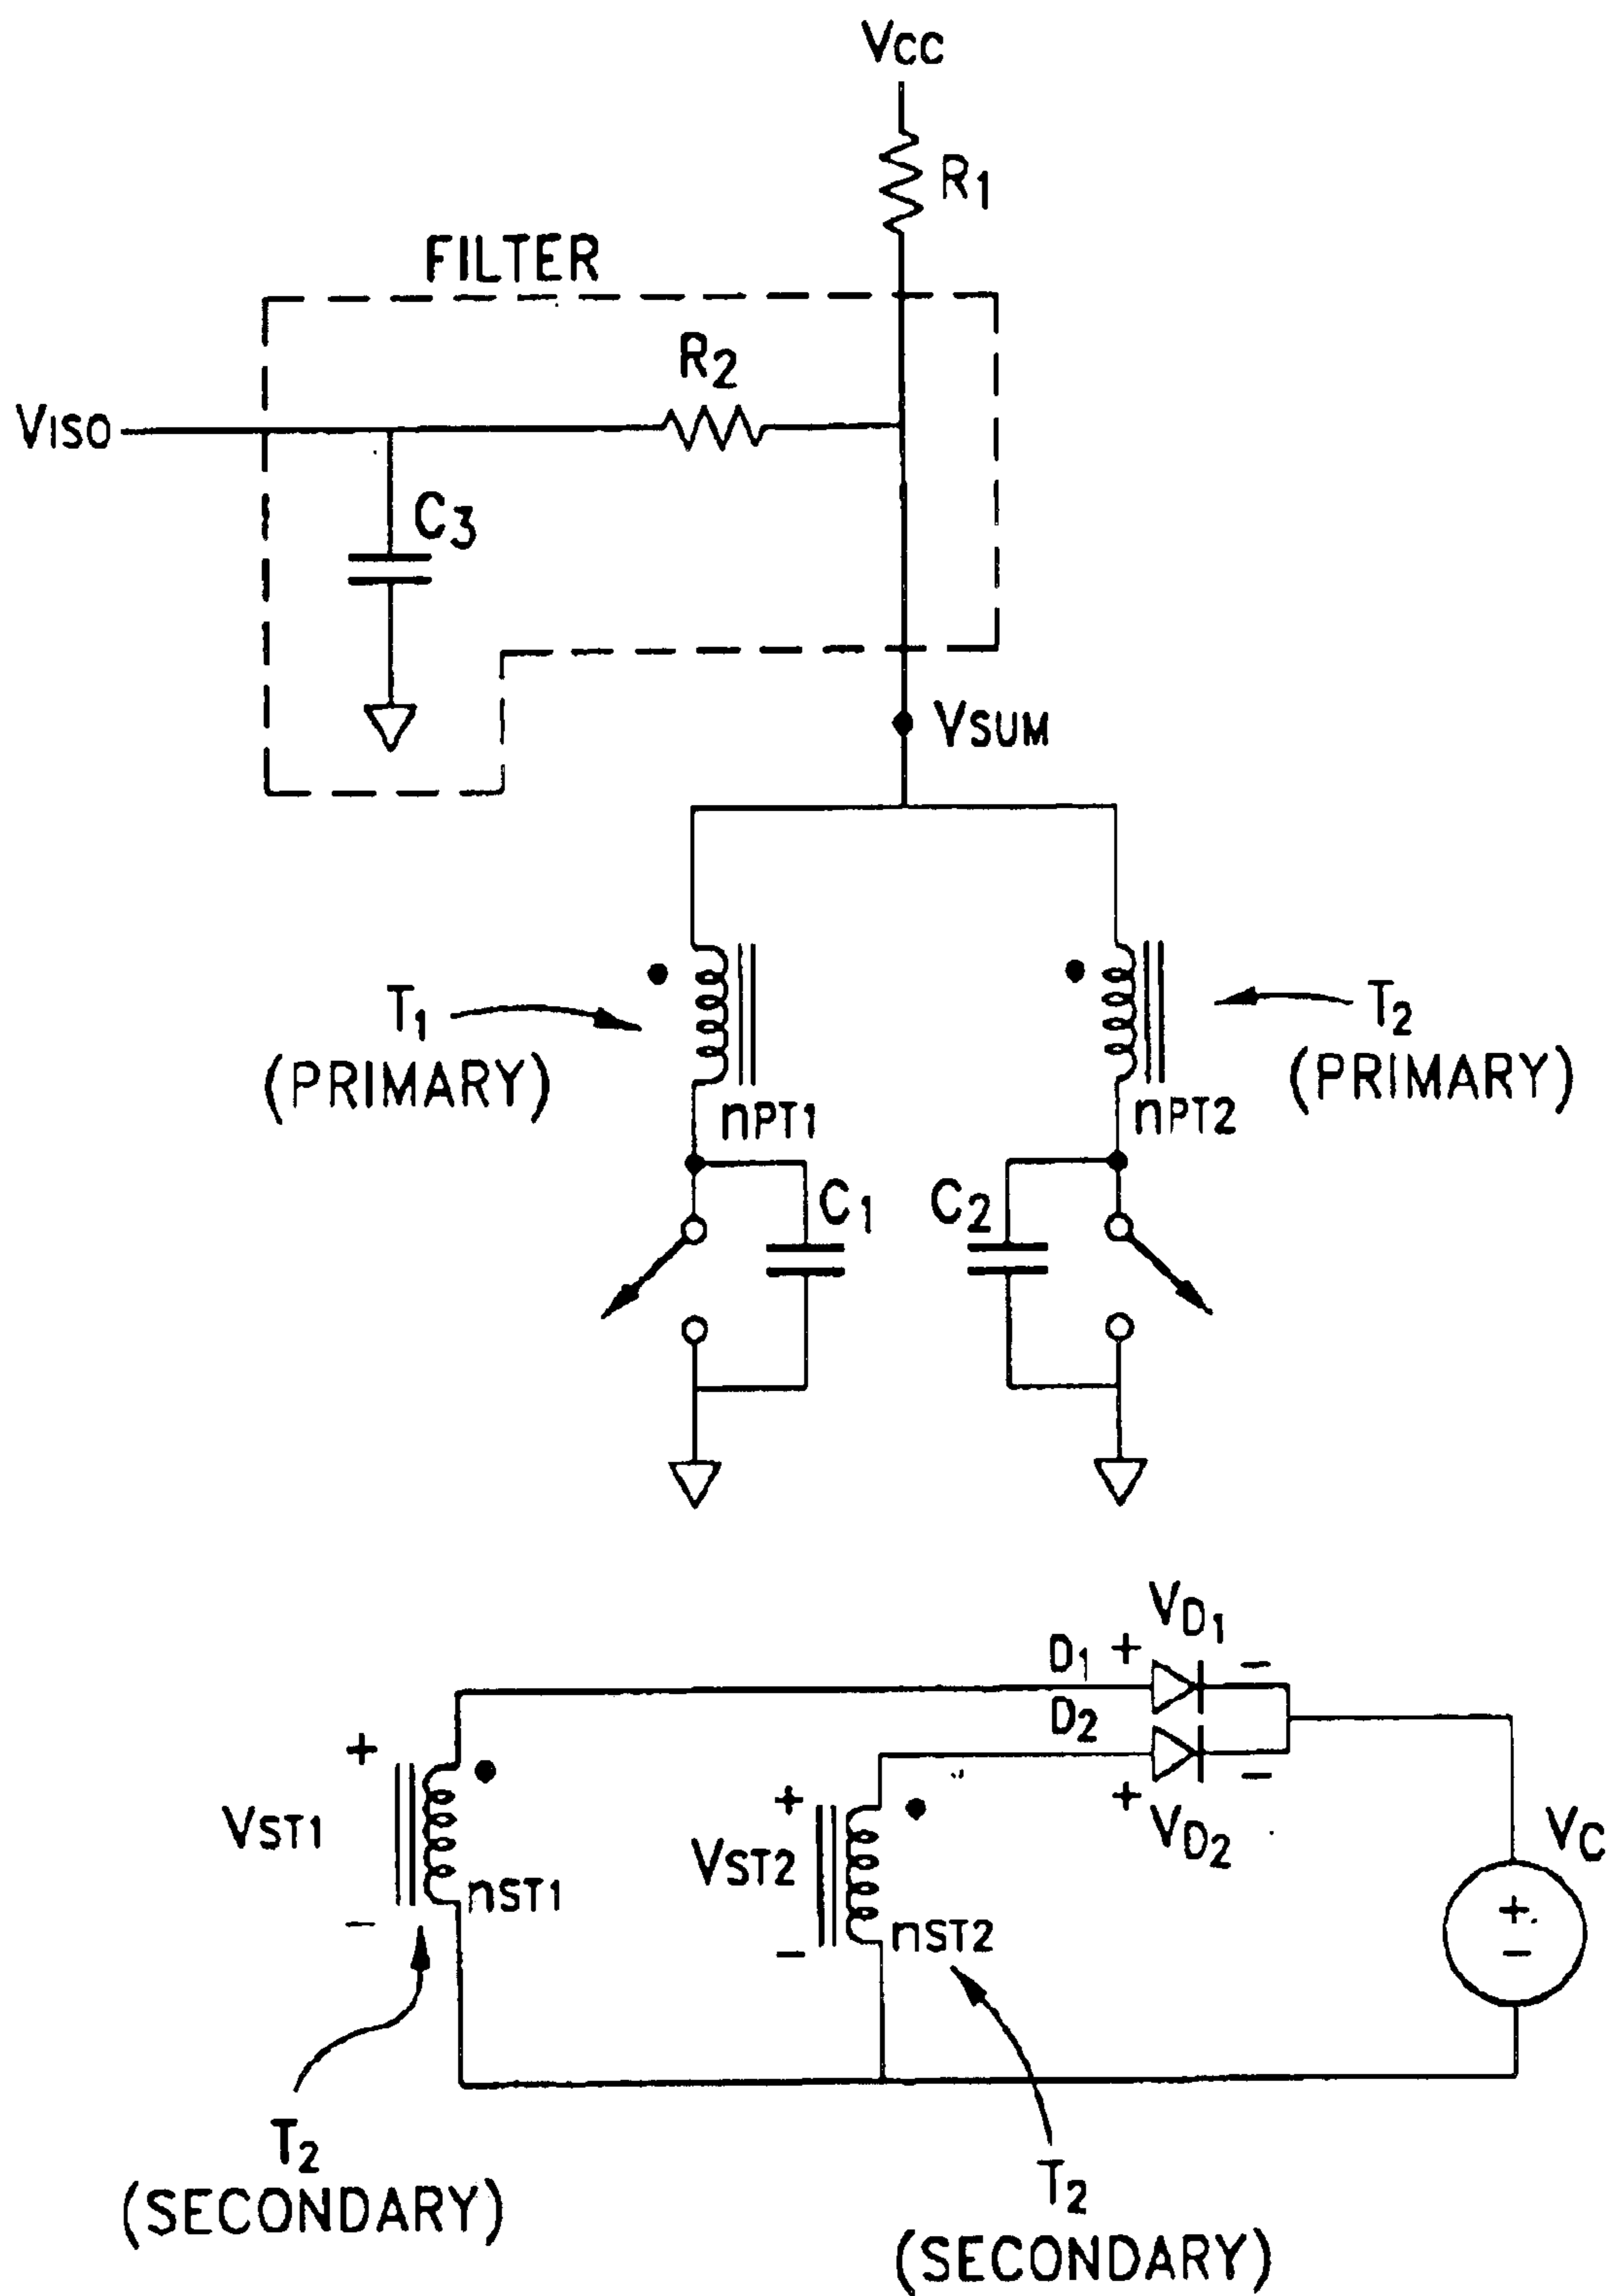 VCC
R1
FILTER
R2
VISO
C3
VSUM
T1
(PRIMARY)
T2
(PRIMARY)
nPT1
nPT2
C1
C2
VD1
D1 + −
D2
+ −
VD2
+
VST1
−
nST1
+
VST2
−
nST2
VC
+
−
T2
(SECONDARY)
T2
(SECONDARY)